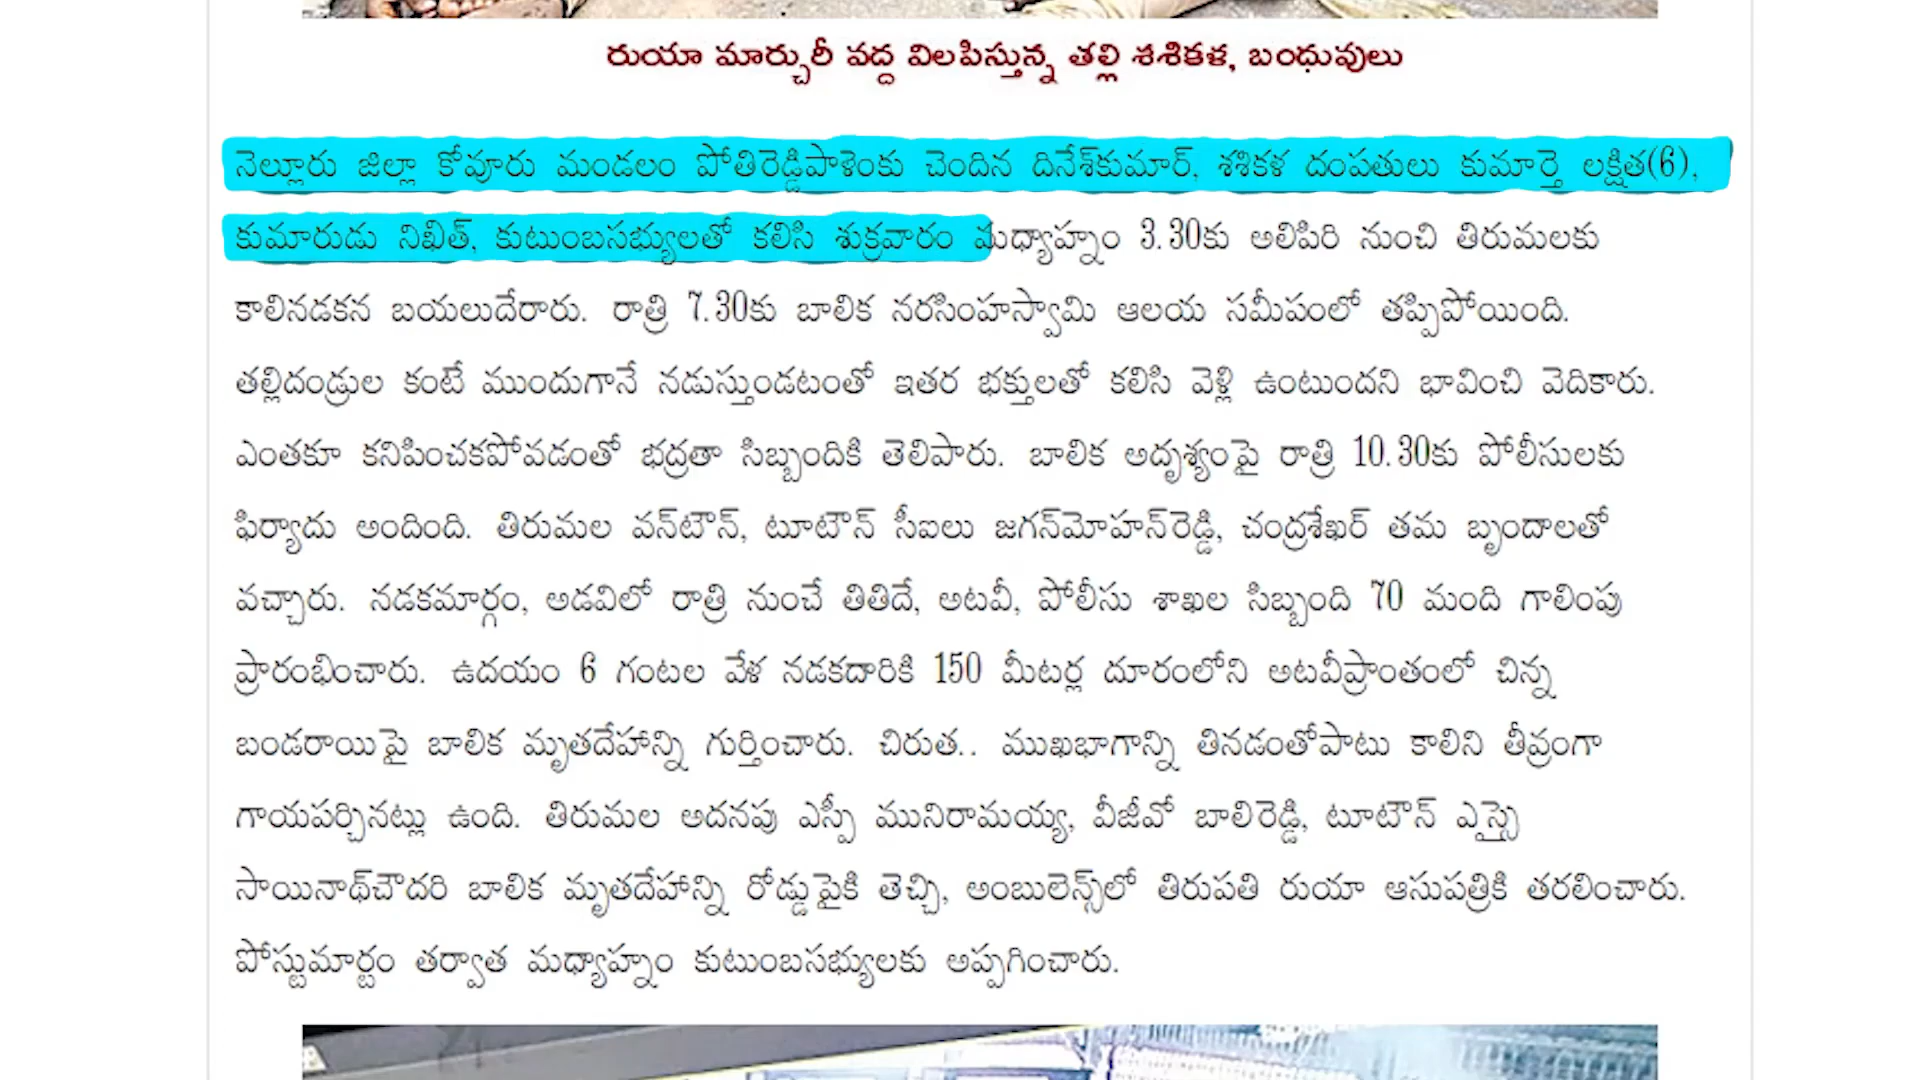 రుయా మార్చురీ వద్ద విలపిస్తున్న తల్లి శశికళ, బంధువులు
నెల్లూరు జిల్లా కోవూరు మండలం పోతిరెడ్డిపాళెంకు చెందిన దినేశ్‌కుమార్, శశికళ దంపతులు కుమార్తె లక్షిత(6),
కుమారుడు నిఖిత్, కుటుంబసభ్యులతో కలిసి శుక్రవారం మధ్యాహ్నం 3.30కు అలిపిరి నుంచి తిరుమలకు
కాలినడకన బయలుదేరారు. రాత్రి 7.30కు బాలిక నరసింహస్వామి ఆలయ సమీపంలో తప్పిపోయింది.
తల్లిదండ్రుల కంటే ముందుగానే నడుస్తుండటంతో ఇతర భక్తులతో కలిసి వెళ్లి ఉంటుందని భావించి వెదికారు.
ఎంతకూ కనిపించకపోవడంతో భద్రతా సిబ్బందికి తెలిపారు. బాలిక అదృశ్యంపై రాత్రి 10.30కు పోలీసులకు
ఫిర్యాదు అందింది. తిరుమల వన్‌టౌన్, టూటౌన్ సీఐలు జగన్‌మోహన్‌రెడ్డి, చంద్రశేఖర్ తమ బృందాలతో
వచ్చారు. నడకమార్గం, అడవిలో రాత్రి నుంచే తితిదే, అటవీ, పోలీసు శాఖల సిబ్బంది 70 మంది గాలింపు
ప్రారంభించారు. ఉదయం 6 గంటల వేళ నడకదారికి 150 మీటర్ల దూరంలోని అటవీప్రాంతంలో చిన్న
బండరాయిపై బాలిక మృతదేహాన్ని గుర్తించారు. చిరుత.. ముఖభాగాన్ని తినడంతోపాటు కాలిని తీవ్రంగా
గాయపర్చినట్లు ఉంది. తిరుమల అదనపు ఎస్పీ మునిరామయ్య, వీజీవో బాలిరెడ్డి, టూటౌన్ ఎస్సై
సాయినాథ్‌చౌదరి బాలిక మృతదేహాన్ని రోడ్డుపైకి తెచ్చి, అంబులెన్స్‌లో తిరుపతి రుయా ఆసుపత్రికి తరలించారు.
పోస్టుమార్టం తర్వాత మధ్యాహ్నం కుటుంబసభ్యులకు అప్పగించారు.